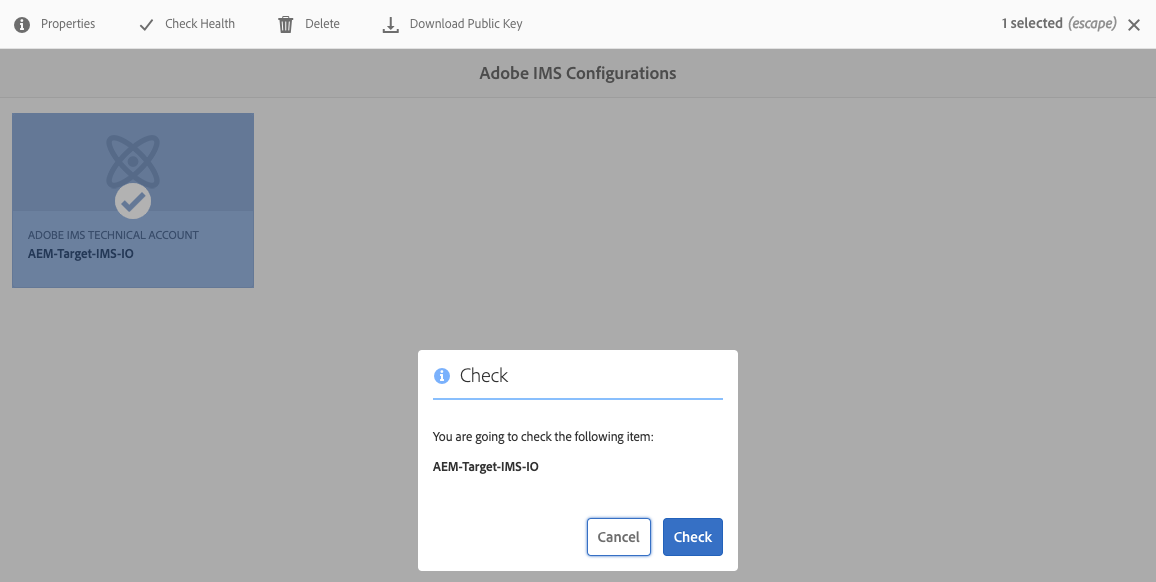 Properties Check Health Delete Download Public Key 1 selected (escape)
Adobe IMS Configurations
ADOBE IMS TECHNICAL ACCOUNT
AEM-Target-IMS-IO
Check
You are going to check the following item:
AEM-Target-IMS-IO
Cancel Check